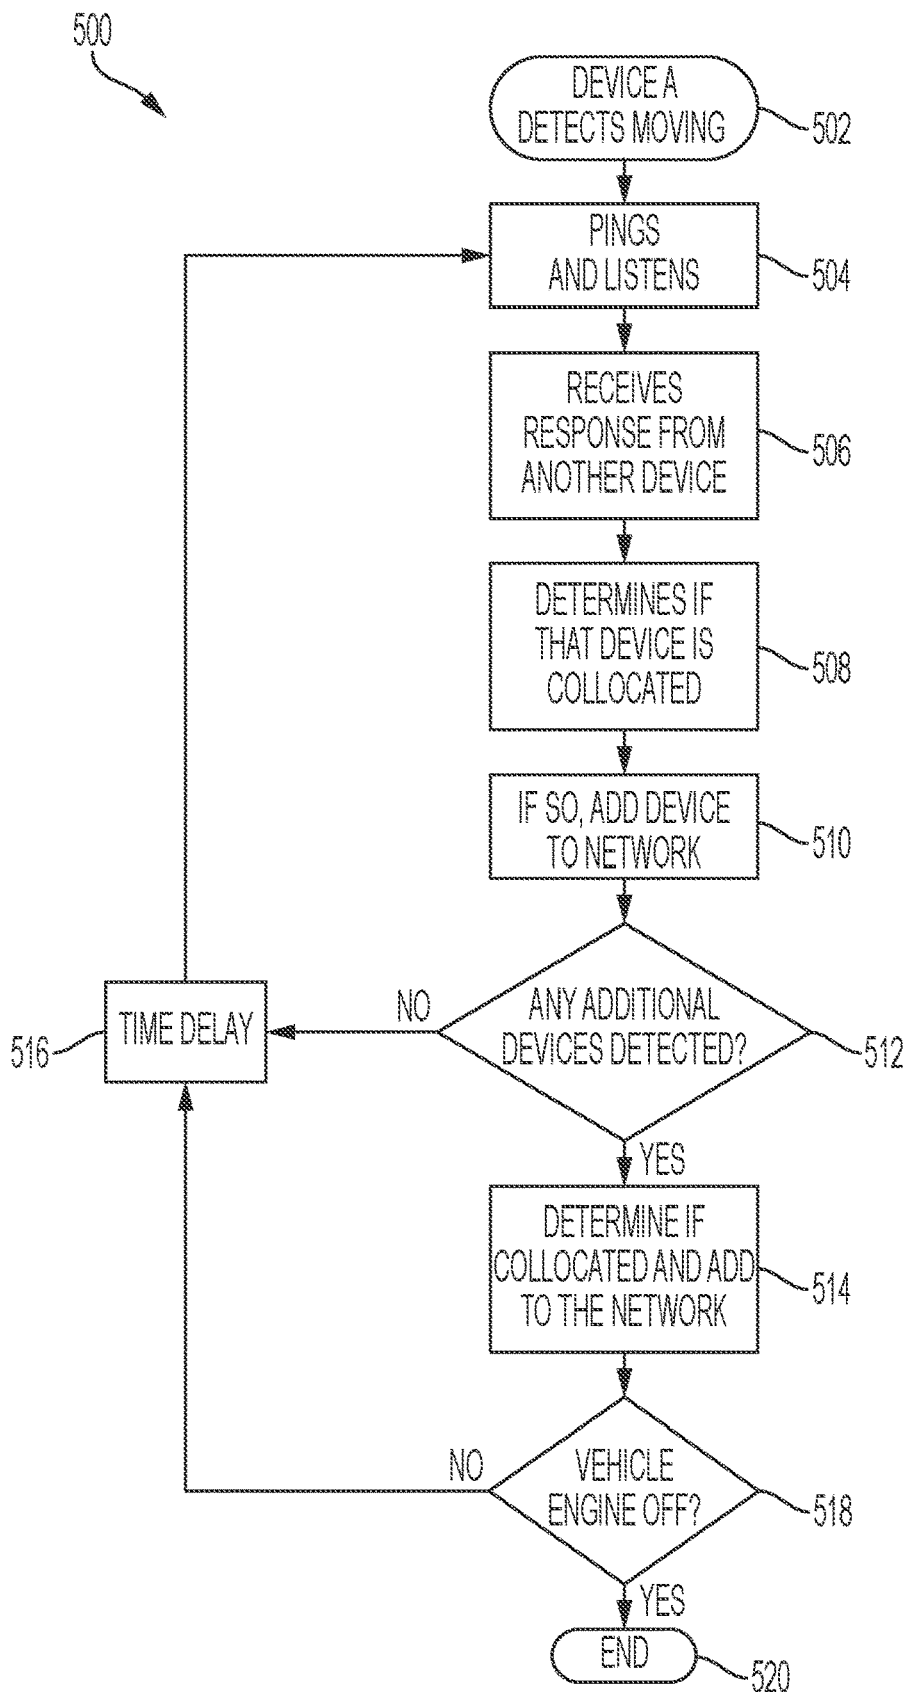 500
DEVICE A
DETECTS MOVING
502
PINGS
AND LISTENS
504
RECEIVES
RESPONSE FROM
ANOTHER DEVICE
506
DETERMINES IF
THAT DEVICE IS
COLLOCATED
508
IF SO, ADD DEVICE
TO NETWORK
510
ANY ADDITIONAL
DEVICES DETECTED?
512
NO
TIME DELAY
516
YES
DETERMINE IF
COLLOCATED AND ADD
TO THE NETWORK
514
VEHICLE
ENGINE OFF?
518
NO
YES
END
520